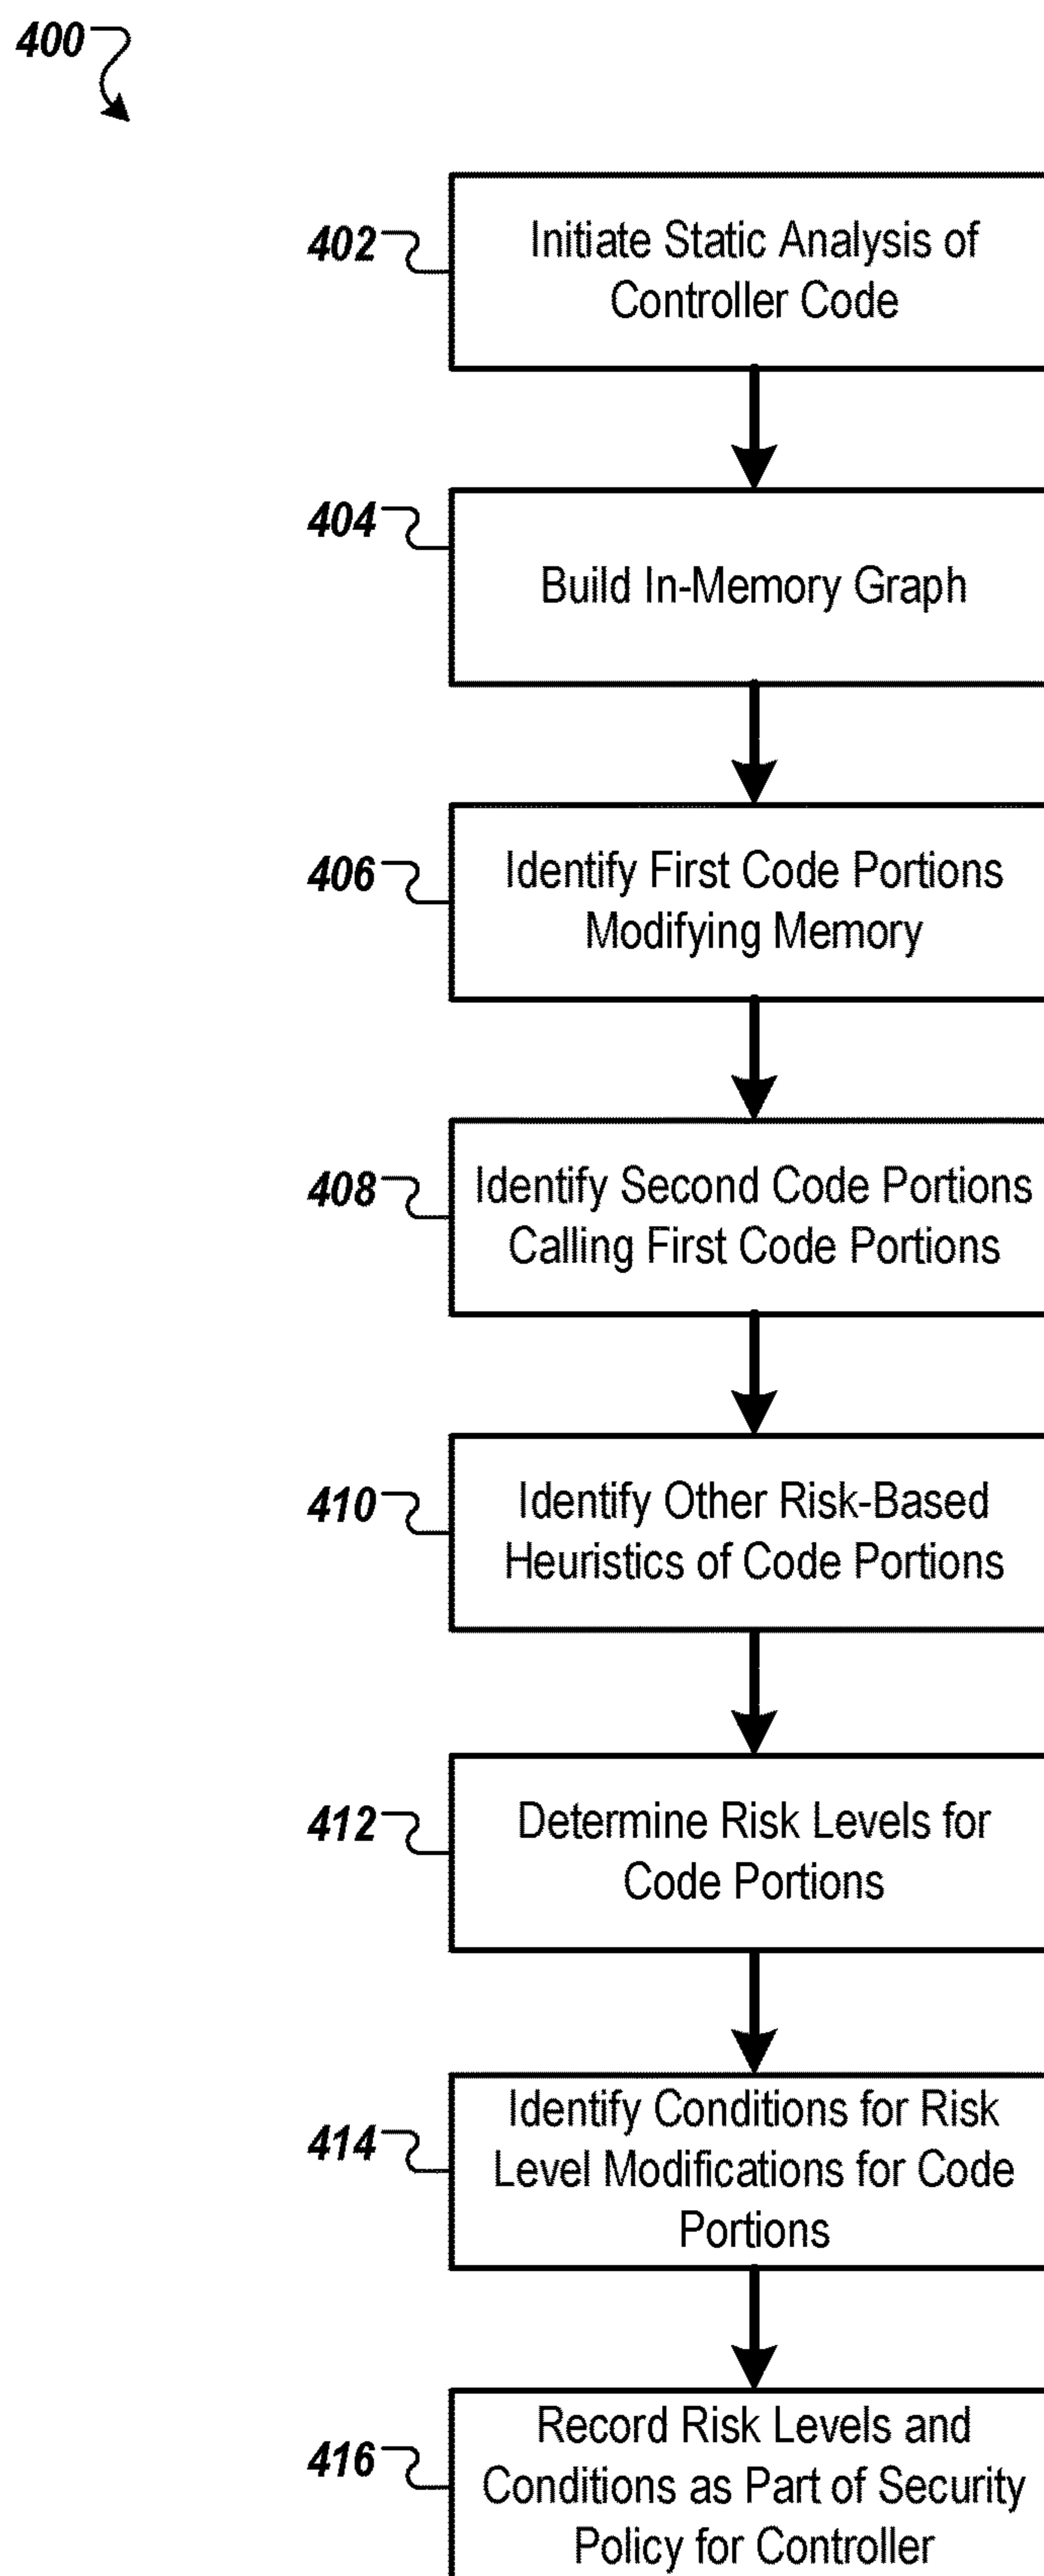 400
402
Initiate Static Analysis of
Controller Code
404
Build In-Memory Graph
406
Identify First Code Portions
Modifying Memory
408
Identify Second Code Portions
Calling First Code Portions
410
Identify Other Risk-Based
Heuristics of Code Portions
412
Determine Risk Levels for
Code Portions
414
Identify Conditions for Risk
Level Modifications for Code
Portions
416
Record Risk Levels and
Conditions as Part of Security
Policy for Controller